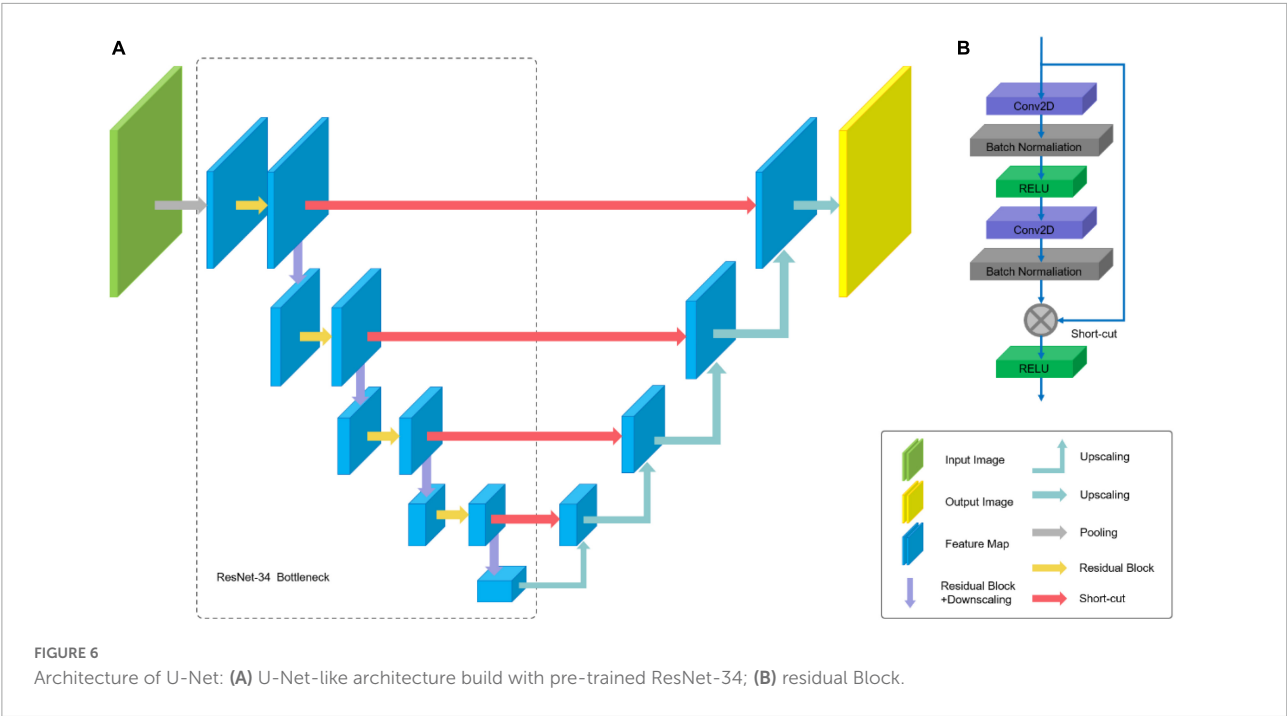 A
B
Conv2D
Batch Normaliation
RELU
Conv2D
Batch Normaliation
Short-cut
RELU
ResNet-34 Bottleneck
Input Image
Upscaling
Output Image
Upscaling
Feature Map
Pooling
Residual Block
+Downscaling
Residual Block
Short-cut
FIGURE 6
Architecture of U-Net: (A) U-Net-like architecture build with pre-trained ResNet-34; (B) residual Block.